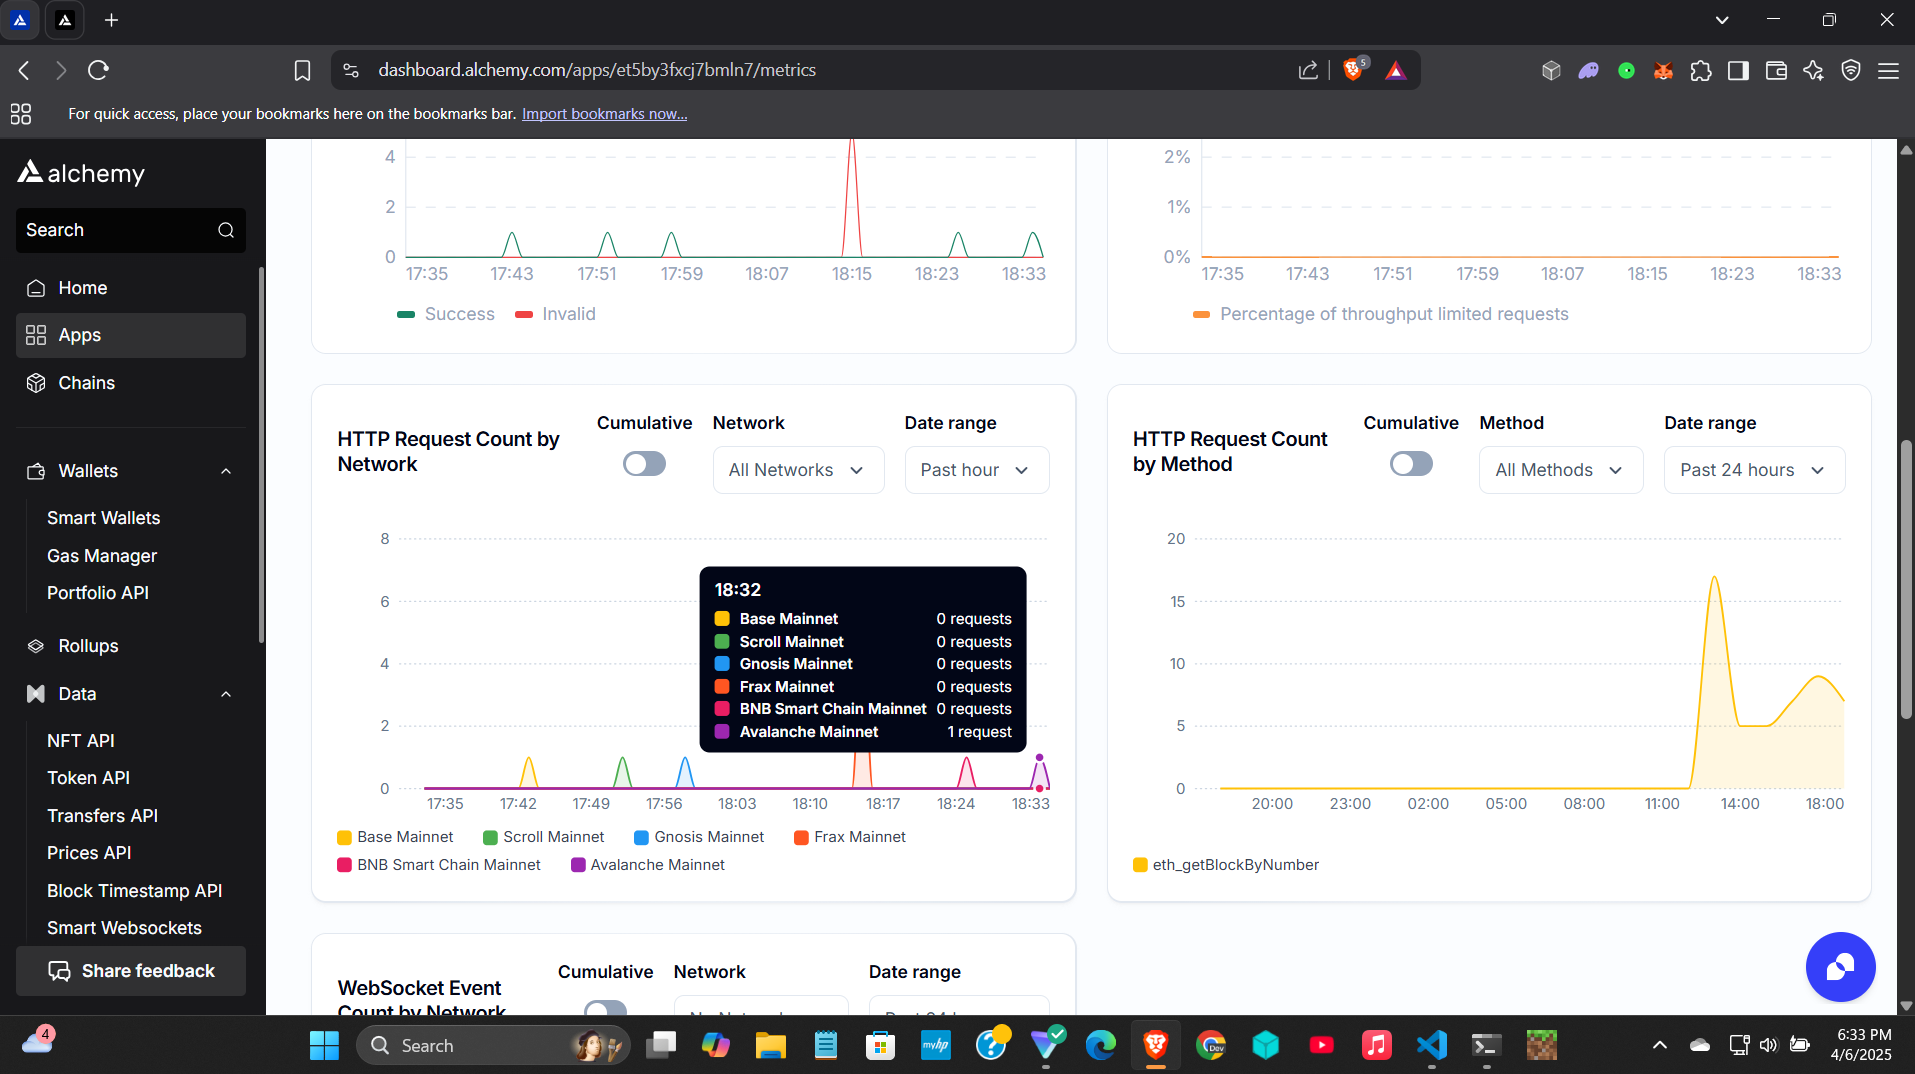 dashboard.alchemy.com/apps/et5by3fxcj7bmln7/metrics
5
For quick access, place your bookmarks here on the bookmarks bar. Import bookmarks now...
alchemy
Search
Home
Apps
Chains
Wallets
Smart Wallets
Gas Manager
Portfolio API
Rollups
Data
NFT API
Token API
Transfers API
Prices API
Block Timestamp API
Smart Websockets
Share feedback
4
2
0
17:35 17:43 17:51 17:59 18:07 18:15 18:23 18:33
Success Invalid
2%
1%
0%
17:35 17:43 17:51 17:59 18:07 18:15 18:23 18:33
Percentage of throughput limited requests
HTTP Request Count by
Network
Cumulative Network Date range
All Networks Past hour
8
6
4
2
0
18:32
Base Mainnet 0 requests
Scroll Mainnet 0 requests
Gnosis Mainnet 0 requests
Frax Mainnet 0 requests
BNB Smart Chain Mainnet 0 requests
Avalanche Mainnet 1 request
17:35 17:42 17:49 17:56 18:03 18:10 18:17 18:24 18:33
Base Mainnet Scroll Mainnet Gnosis Mainnet Frax Mainnet
BNB Smart Chain Mainnet Avalanche Mainnet
HTTP Request Count
by Method
Cumulative Method Date range
All Methods Past 24 hours
20
15
10
5
0
20:00 23:00 02:00 05:00 08:00 11:00 14:00 18:00
eth_getBlockByNumber
WebSocket Event
Count by Network
Cumulative Network Date range
4
Search
myhp
Dev
6:33 PM
4/6/2025